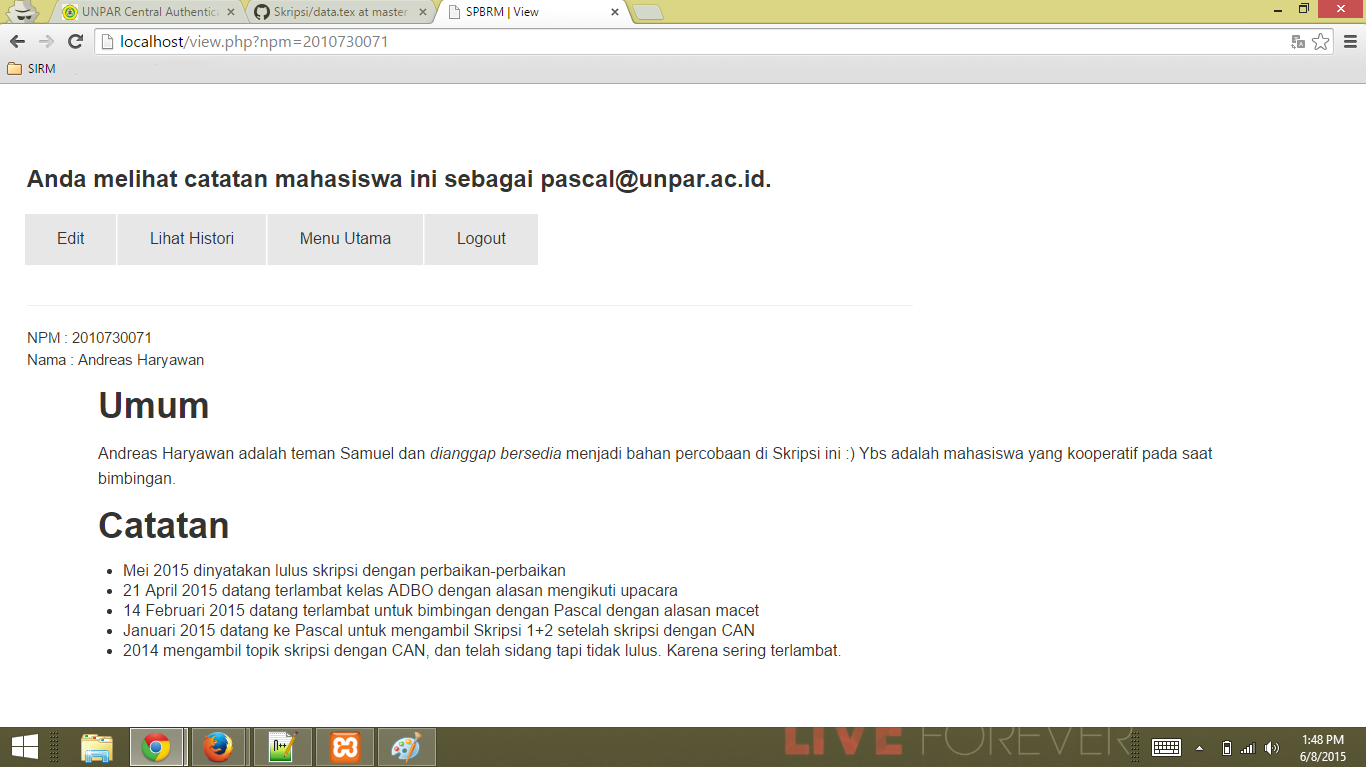 UNPAR Central Authentica
Skripsi/data.tex at master
SPBRM | View
localhost/view.php?npm=2010730071
SIRM
Anda melihat catatan mahasiswa ini sebagai pascal@unpar.ac.id.
Edit Lihat Histori Menu Utama Logout
NPM : 2010730071
Nama : Andreas Haryawan
Umum
Andreas Haryawan adalah teman Samuel dan dianggap bersedia menjadi bahan percobaan di Skripsi ini :) Ybs adalah mahasiswa yang kooperatif pada saat
bimbingan.
Catatan
• Mei 2015 dinyatakan lulus skripsi dengan perbaikan-perbaikan
• 21 April 2015 datang terlambat kelas ADBO dengan alasan mengikuti upacara
• 14 Februari 2015 datang terlambat untuk bimbingan dengan Pascal dengan alasan macet
• Januari 2015 datang ke Pascal untuk mengambil Skripsi 1+2 setelah skripsi dengan CAN
• 2014 mengambil topik skripsi dengan CAN, dan telah sidang tapi tidak lulus. Karena sering terlambat.
LIVE FOREVER
1:48 PM
6/8/2015